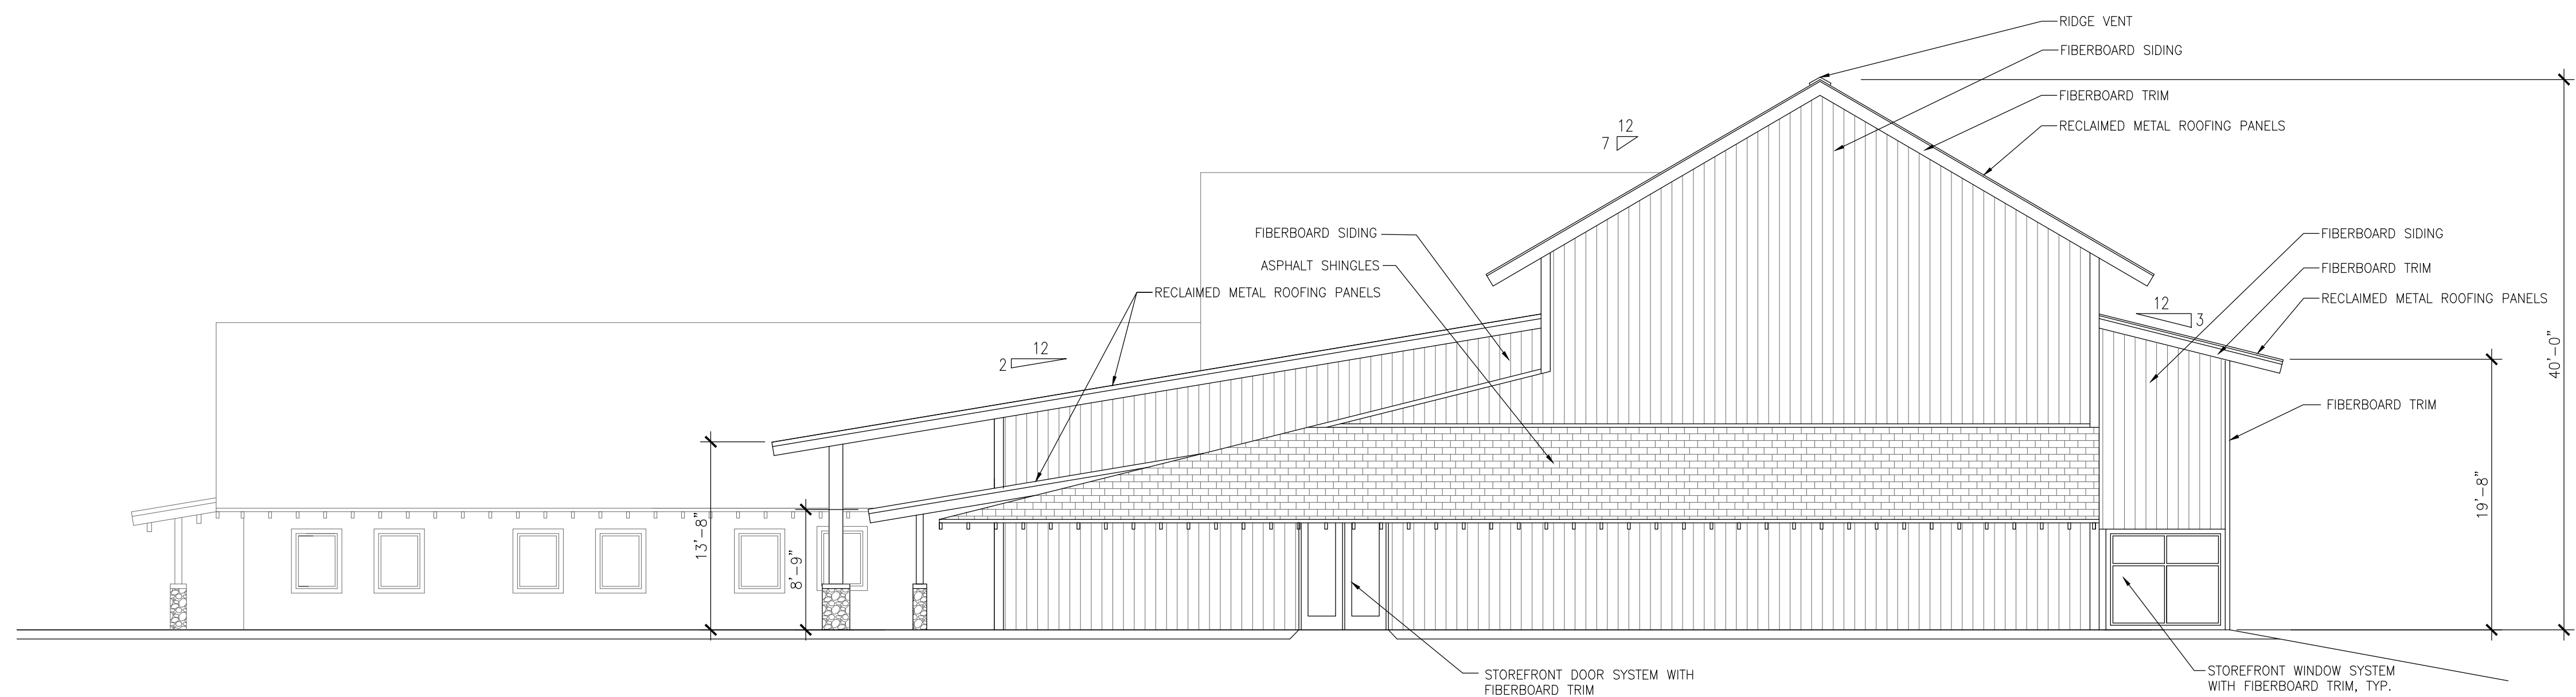 RIDGE VENT
FIBERBOARD SIDING
FIBERBOARD TRIM
RECLAIMED METAL ROOFING PANELS
12
7
40'-0"
FIBERBOARD SIDING
ASPHALT SHINGLES
RECLAIMED METAL ROOFING PANELS
FIBERBOARD SIDING
FIBERBOARD TRIM
RECLAIMED METAL ROOFING PANELS
12
3
12
2
FIBERBOARD TRIM
19'-8"
13'-8"
8'-9"
STOREFRONT DOOR SYSTEM WITH
FIBERBOARD TRIM
STOREFRONT WINDOW SYSTEM
WITH FIBERBOARD TRIM, TYP.